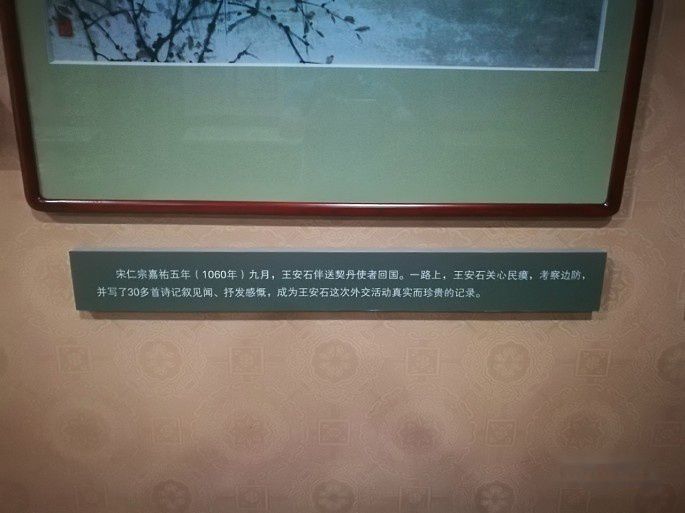 宋仁宗嘉祐五年（1060年）九月，王安石伴送契丹使者回国。一路上，王安石关心民瘼，考察边防，
并写了30多首诗记叙见闻、抒发感慨，成为王安石这次外交活动真实而珍贵的记录。